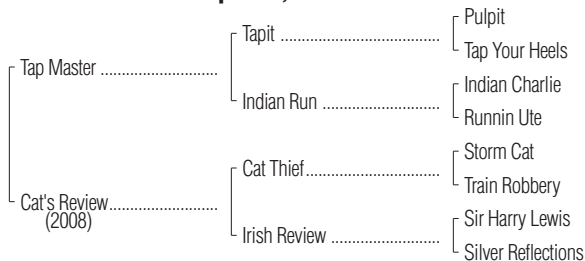 Pulpit
Tapit
Tap Your Heels
Tap Master
Indian Charlie
Indian Run
Runnin Ute
Storm Cat
Cat Thief
Train Robbery
Cat's Review
(2008)
Sir Harry Lewis
Irish Review
Silver Reflections